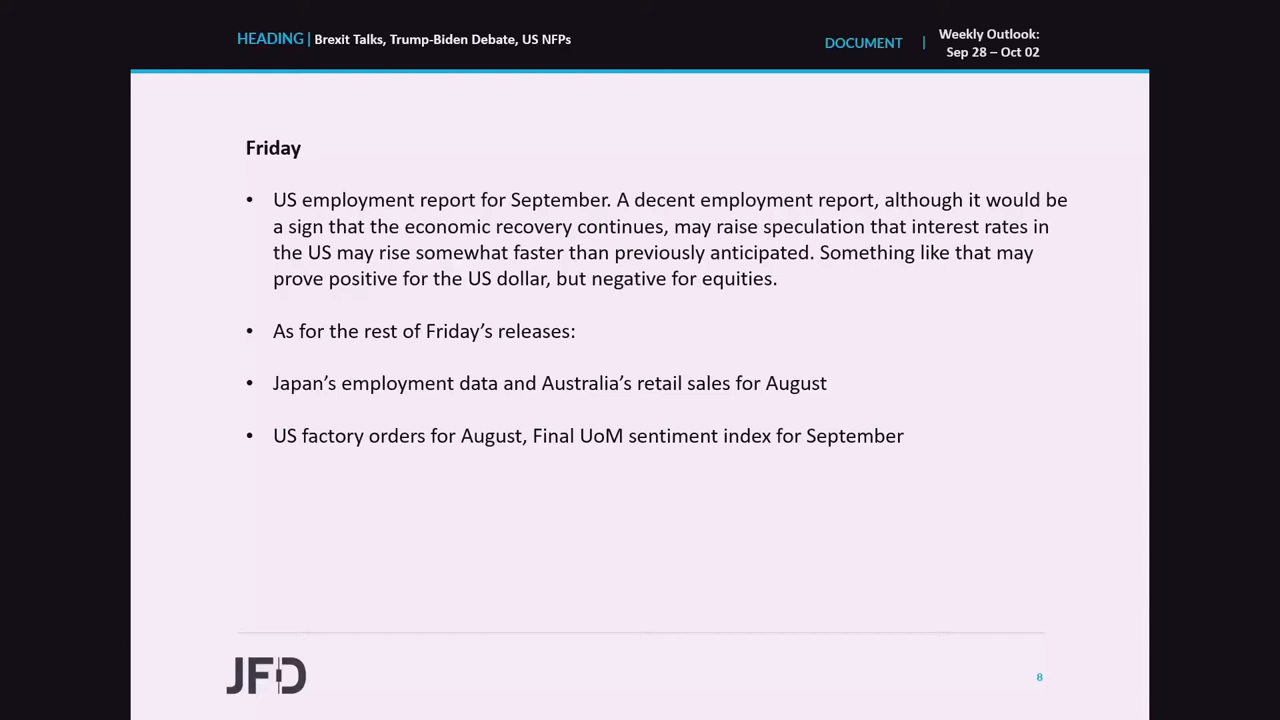 HEADING | Brexit Talks, Trump-Biden Debate, US NFPs
DOCUMENT | Weekly Outlook:
Sep 28 – Oct 02
Friday
• US employment report for September. A decent employment report, although it would be
a sign that the economic recovery continues, may raise speculation that interest rates in
the US may rise somewhat faster than previously anticipated. Something like that may
prove positive for the US dollar, but negative for equities.
• As for the rest of Friday’s releases:
• Japan’s employment data and Australia’s retail sales for August
• US factory orders for August, Final UoM sentiment index for September
JFD
8